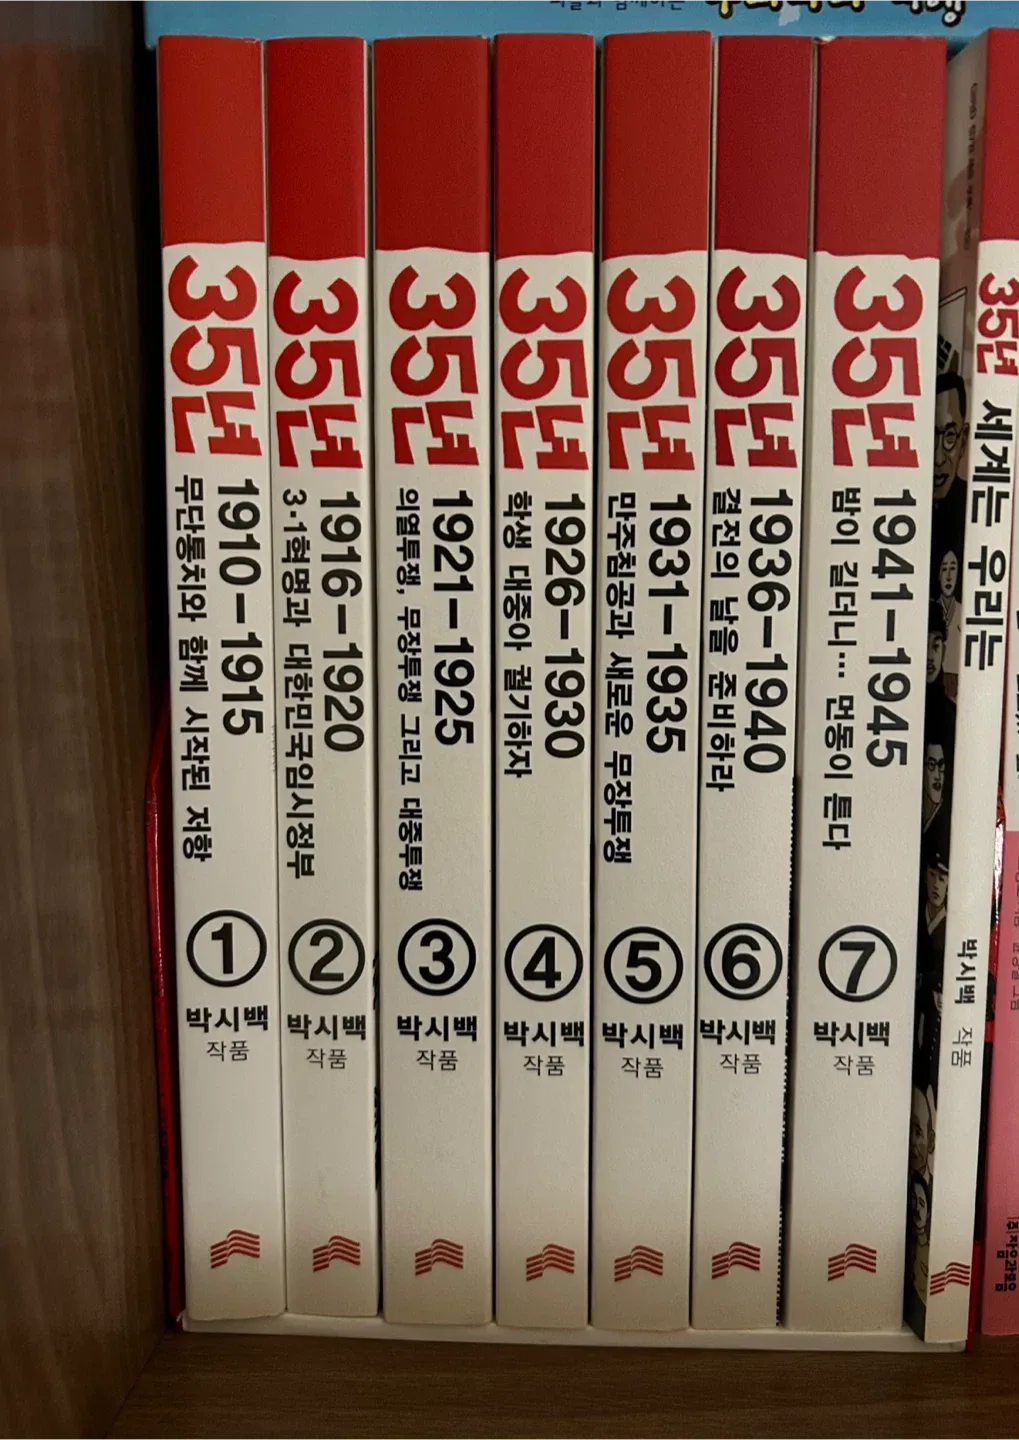 35년
1910-1915
무단통치와 함께 시작된 저항
1
박시백
작품
35년
1916-1920
3·1혁명과 대한민국임시정부
2
박시백
작품
35년
1921-1925
의열투쟁, 무장투쟁 그리고 대중투쟁
3
박시백
작품
35년
1926-1930
학생 대중아 궐기하자
4
박시백
작품
35년
1931-1935
만주침공과 새로운 무장투쟁
5
박시백
작품
35년
1936-1940
결전의 날을 준비하라
6
박시백
작품
35년
1941-1945
밤이 길더니… 먼동이 튼다
7
박시백
작품
35년
세계는 우리는
박시백 작품